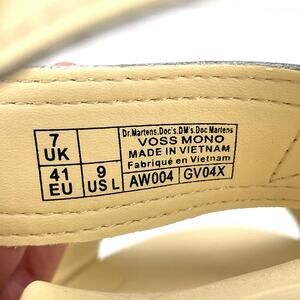 7
UK
41
EU
9
US L
Dr.Martens.Doc's.DM's.Doc Martens
VOSS MONO
MADE IN VIETNAM
Fabriqué en Vietnam
AW004
GV04X